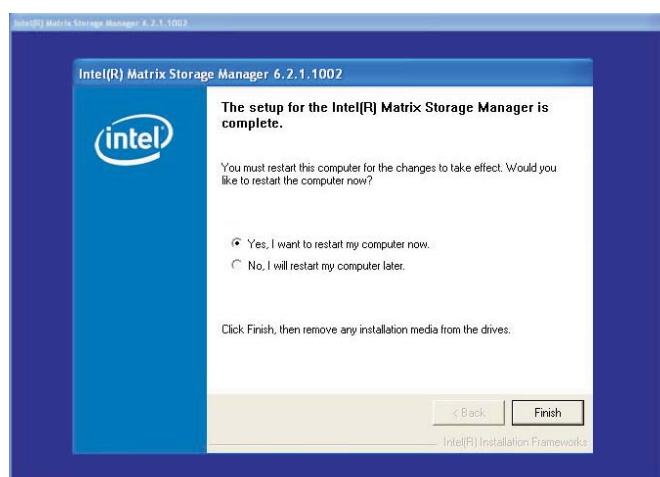 Intel(R) Matrix Storage Manager 6.2.1.1002
Intel(R) Matrix Storage Manager 6.2.1.1002
intel
The setup for the Intel(R) Matrix Storage Manager is
complete.
You must restart this computer for the changes to take effect. Would you
like to restart the computer now?
Yes, I want to restart my computer now.
No, I will restart my computer later.
Click Finish, then remove any installation media from the drives.
< Back
Finish
Intel(R) Installation Frameworks